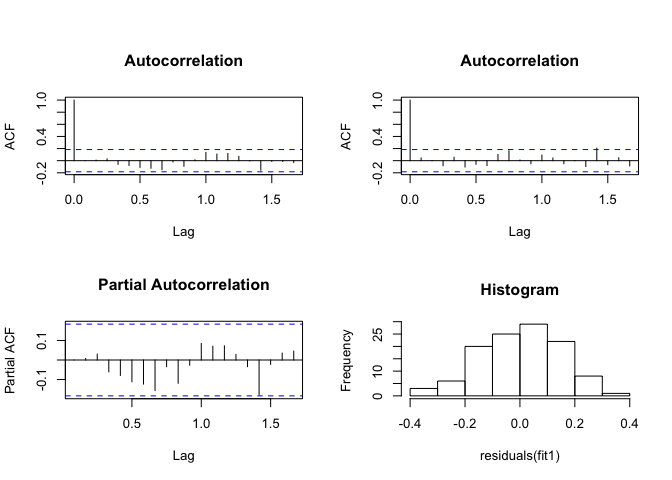 Autocorrelation
ACF
-0.2 0.4 1.0
0.0 0.5 1.0 1.5
Lag
Autocorrelation
ACF
-0.2 0.4 1.0
0.0 0.5 1.0 1.5
Lag
Partial Autocorrelation
Partial ACF
-0.1 0.1
0.5 1.0 1.5
Lag
Histogram
Frequency
0 10 25
-0.4 -0.2 0.0 0.2 0.4
residuals(fit1)